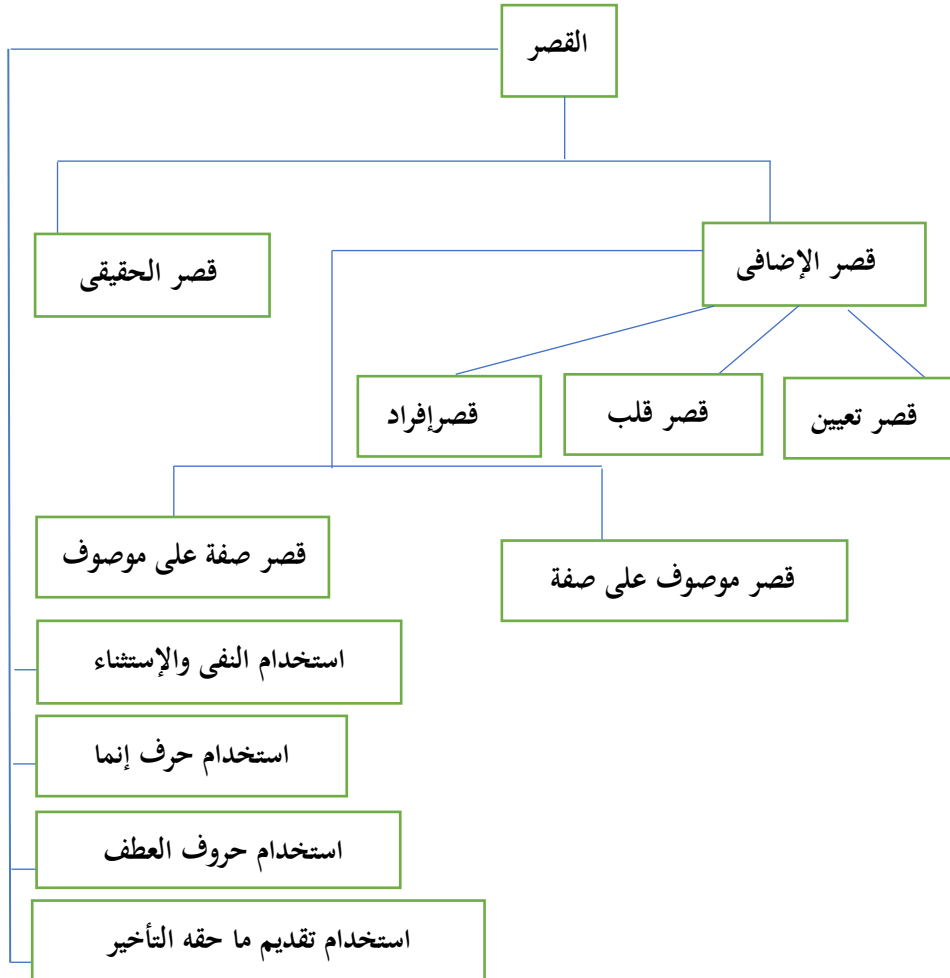 القصر
قصر الإضافى
قصر الحقيقى
قصر تعيين
قصر قلب
قصرإفراد
قصر موصوف على صفة
قصر صفة على موصوف
استخدام النفى والإستثناء
استخدام حرف إنما
استخدام حروف العطف
استخدام تقديم ما حقه التأخير